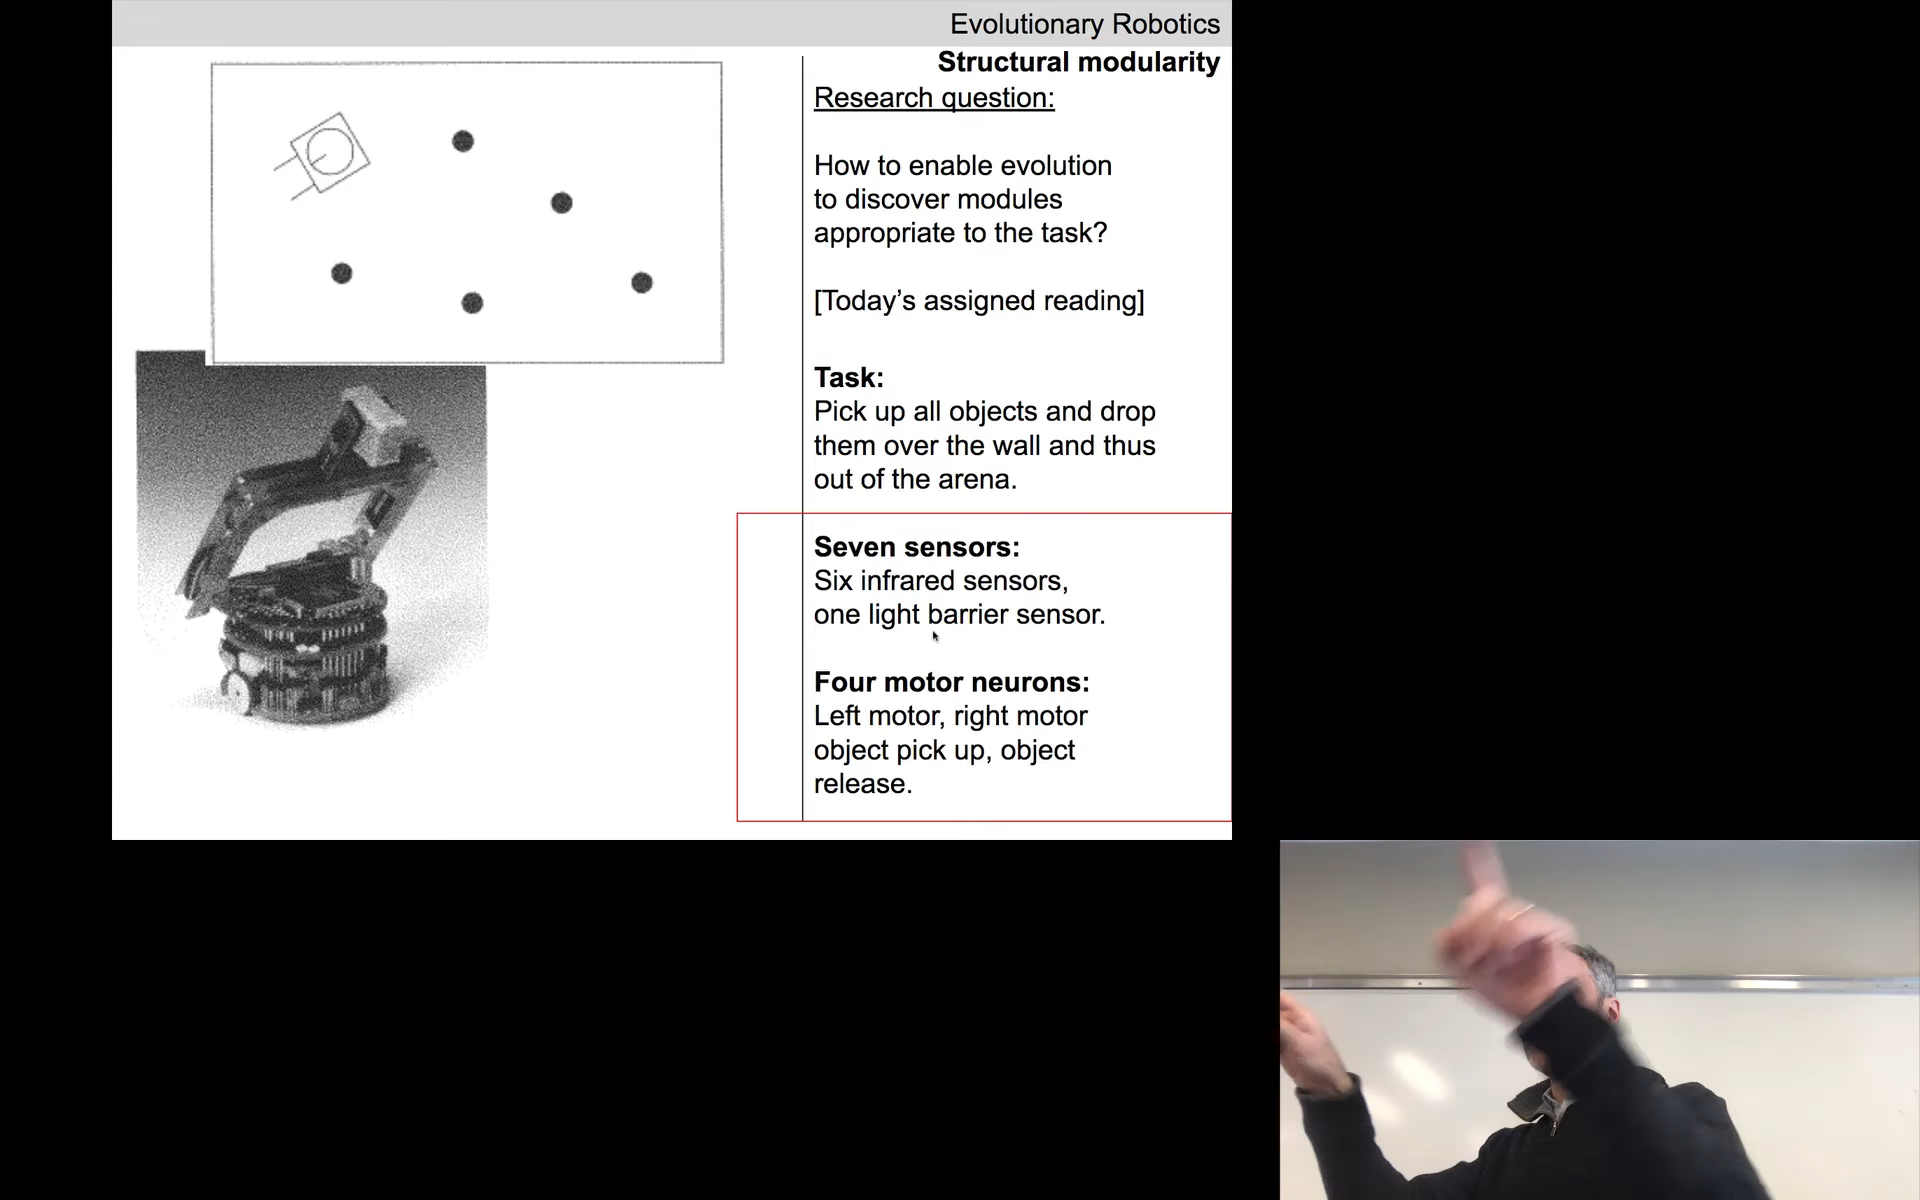 Evolutionary Robotics
Structural modularity
Research question:
How to enable evolution
to discover modules
appropriate to the task?
[Today’s assigned reading]
Task:
Pick up all objects and drop
them over the wall and thus
out of the arena.
Seven sensors:
Six infrared sensors,
one light barrier sensor.
Four motor neurons:
Left motor, right motor
object pick up, object
release.